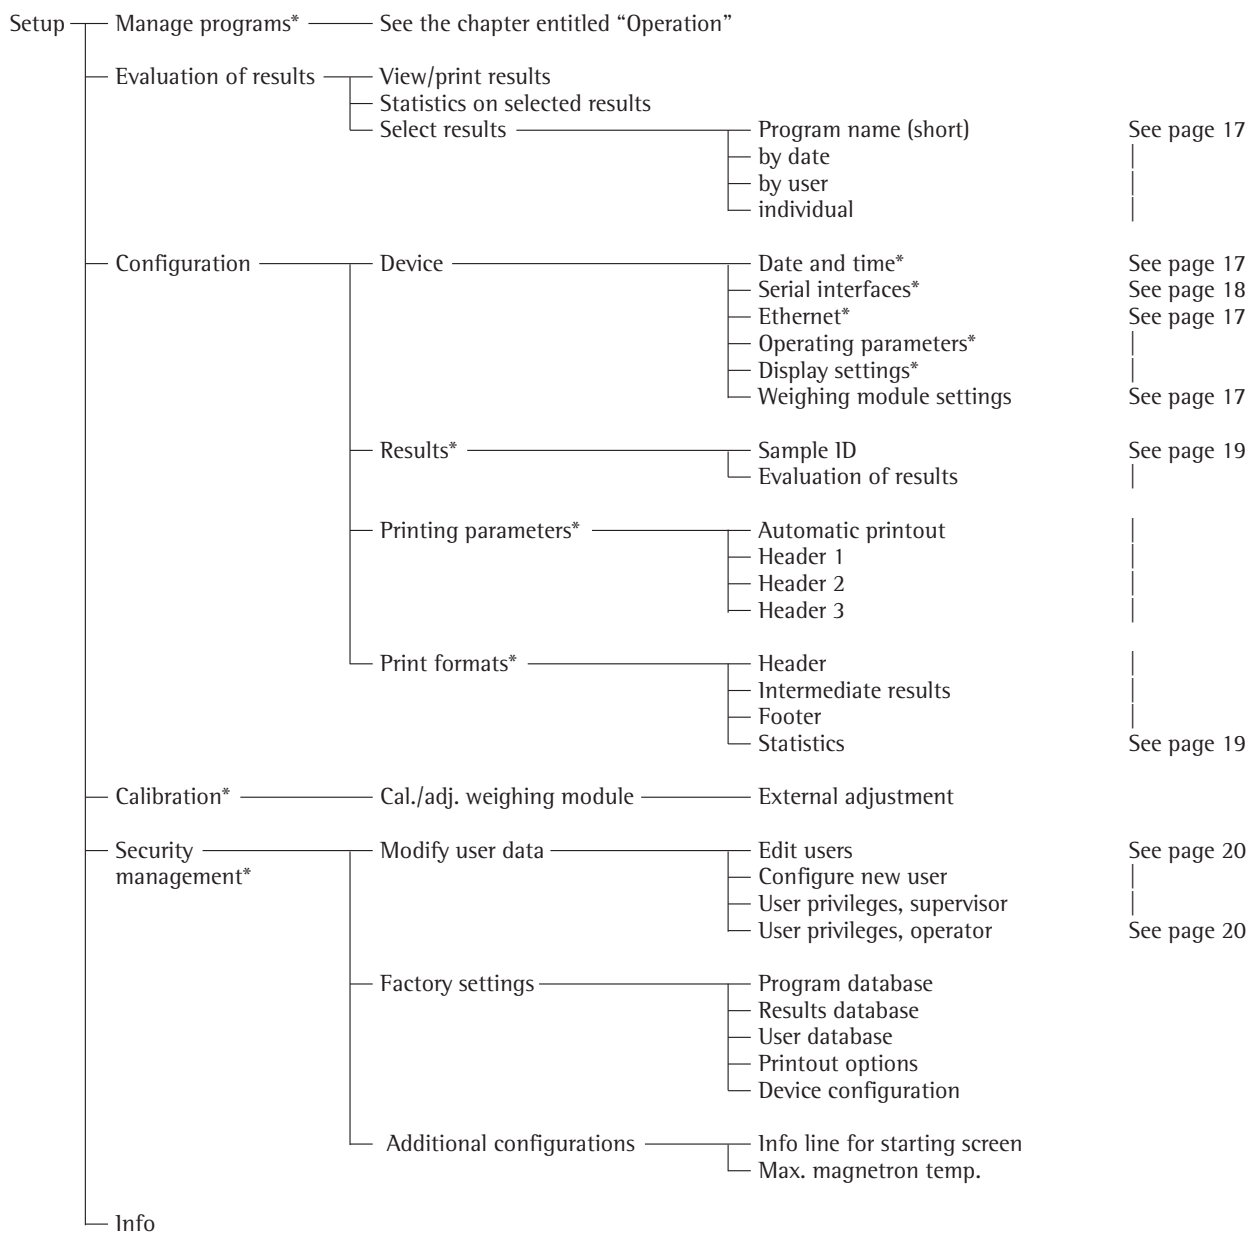 Setup Manage programs* See the chapter entitled “Operation”
Evaluation of results View/print results
Statistics on selected results
Select results Program name (short) See page 17
by date
by user
individual
Configuration Device Date and time* See page 17
Serial interfaces* See page 18
Ethernet* See page 17
Operating parameters*
Display settings*
Weighing module settings See page 17
Results* Sample ID See page 19
Evaluation of results
Printing parameters* Automatic printout
Header 1
Header 2
Header 3
Print formats* Header
Intermediate results
Footer
Statistics See page 19
Calibration* Cal./adj. weighing module External adjustment
Security Modify user data Edit users See page 20
management* Configure new user
User privileges, supervisor
User privileges, operator See page 20
Factory settings Program database
Results database
User database
Printout options
Device configuration
Additional configurations Info line for starting screen
Max. magnetron temp.
Info